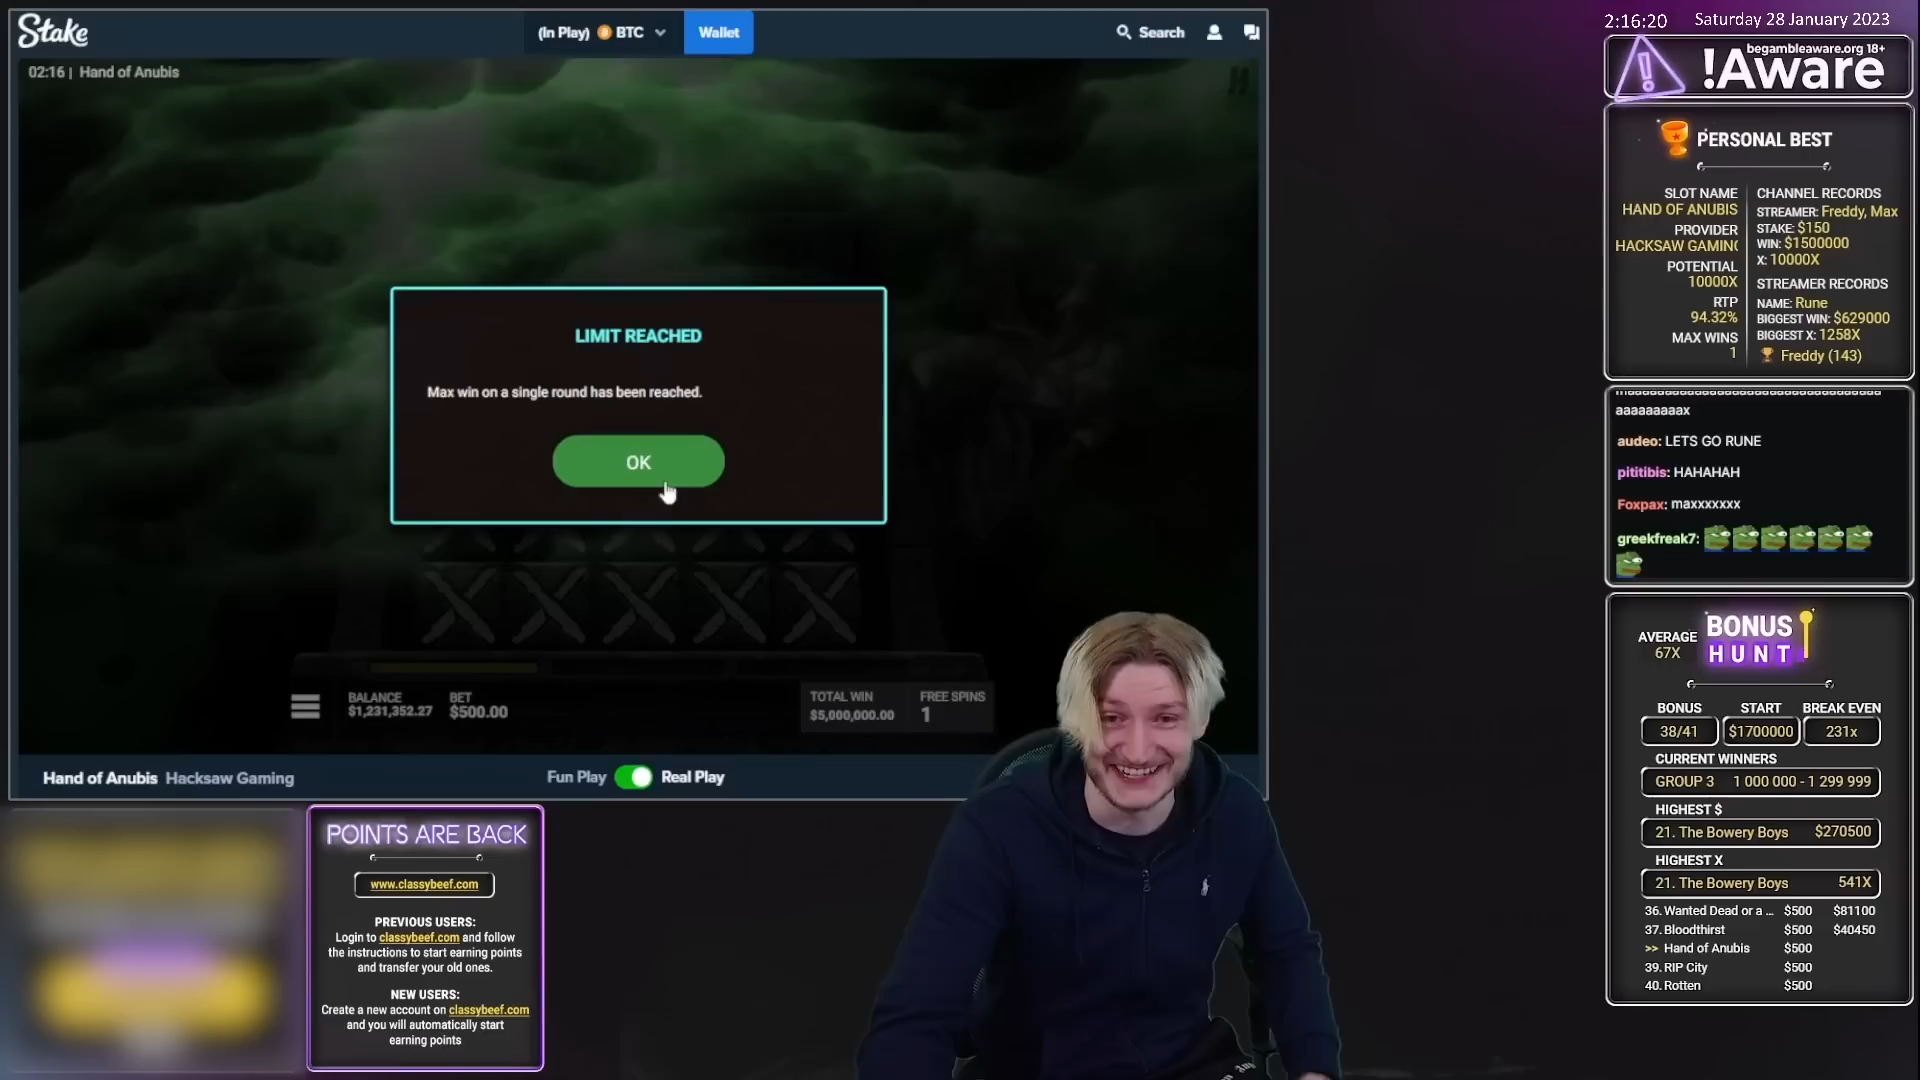 Stake
(In Play) BTC
Wallet
Search
02:16 | Hand of Anubis
LIMIT REACHED
Max win on a single round has been reached.
OK
BALANCE
$1,231,352.27
BET
$500.00
TOTAL WIN
$5,000,000.00
FREE SPINS
1
Hand of Anubis Hacksaw Gaming
Fun Play Real Play
POINTS ARE BACK
www.classybeef.com
PREVIOUS USERS:
Login to classybeef.com and follow
the instructions to start earning points
and transfer your old ones.
NEW USERS:
Create a new account on classybeef.com
and you will automatically start
earning points
2:16:20 Saturday 28 January 2023
begambleaware.org 18+
!Aware
PERSONAL BEST
SLOT NAME
HAND OF ANUBIS
PROVIDER
HACKSAW GAMING
POTENTIAL
10000X
RTP
94.32%
MAX WINS
1
CHANNEL RECORDS
STREAMER: Freddy, Max
STAKE: $150
WIN: $1500000
X: 10000X
STREAMER RECORDS
NAME: Rune
BIGGEST WIN: $629000
BIGGEST X: 1258X
Freddy (143)
aaaaaaaaax
audeo: LETS GO RUNE
pititibis: HAHAHAH
Foxpax: maxxxxxxx
greekfreak7:
AVERAGE
67X
BONUS
HUNT
BONUS START BREAK EVEN
38/41 $1700000 231x
CURRENT WINNERS
GROUP 3 1 000 000 - 1 299 999
HIGHEST $
21. The Bowery Boys $270500
HIGHEST X
21. The Bowery Boys 541X
36. Wanted Dead or a ... $500 $81100
37. Bloodthirst $500 $40450
>> Hand of Anubis $500
39. RIP City $500
40. Rotten $500